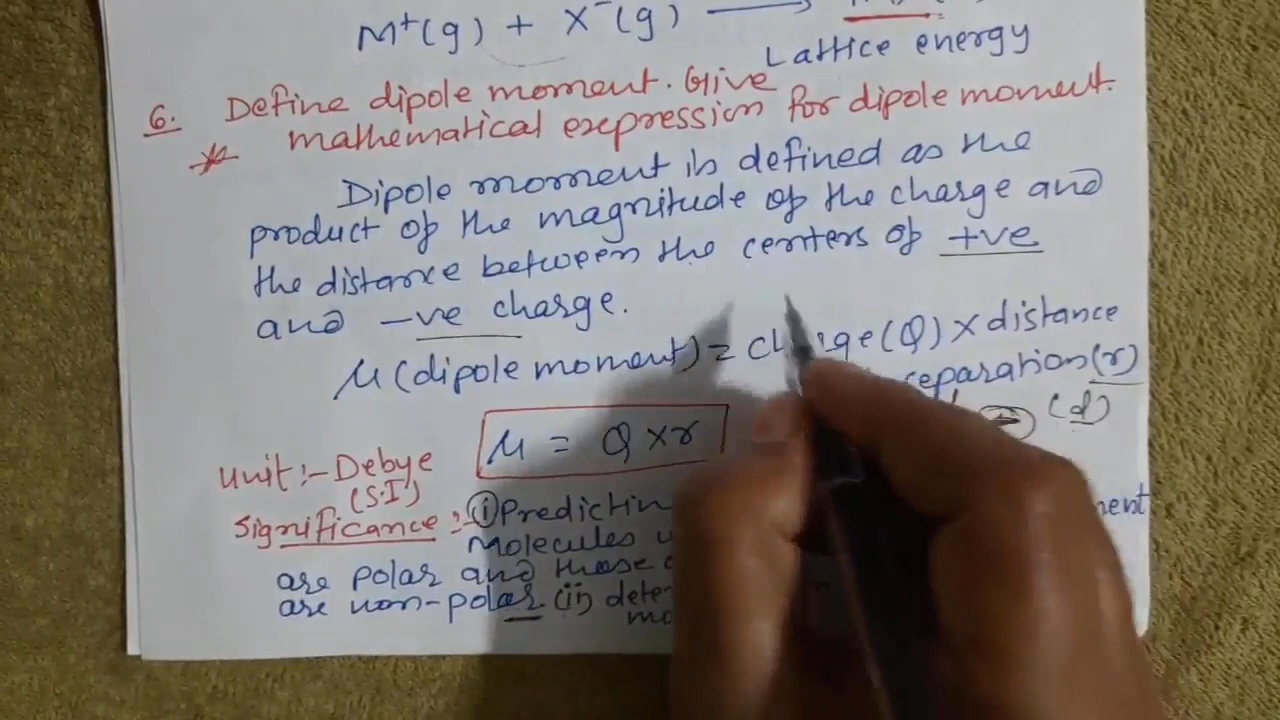 M⁺(g) + X⁻(g) ⟶
Lattice energy
6. Define dipole moment. Give
mathematical expression for dipole moment.
Dipole moment is defined as the
product of the magnitude of the charge and
the distance between the centers of +ve
and -ve charge.
μ (dipole moment) = charge (Q) × distance
separation (r)
(d)
μ = Q × r
Unit :- Debye
(S.I)
Significance :- (i) Predictin
Molecules
are polar and those
are non-polar (ii)